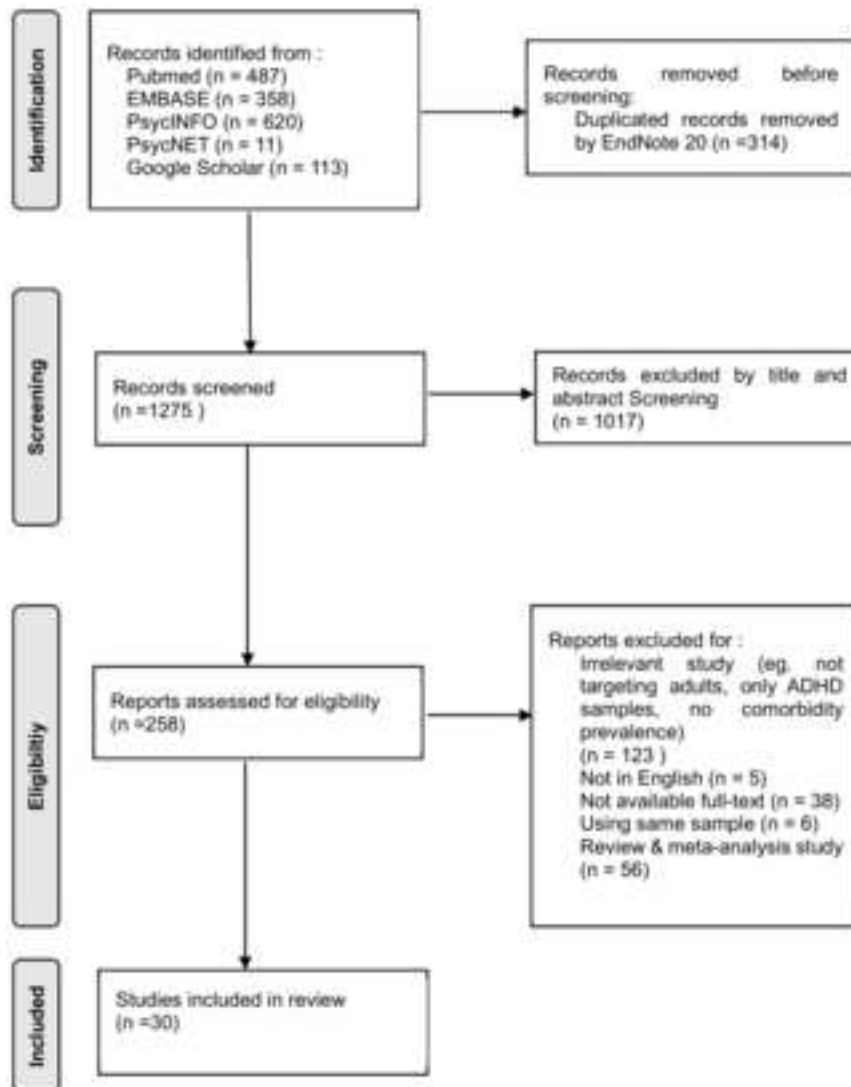 Identification
Records identified from :
Pubmed (n = 487)
EMBASE (n = 358)
PsycINFO (n = 620)
PsycNET (n = 11)
Google Scholar (n = 113)
Records removed before
screening:
Duplicated records removed
by EndNote 20 (n =314)
Screening
Records screened
(n =1275 )
Records excluded by title and
abstract Screening
(n = 1017)
Eligibiltiy
Reports assessed for eligibility
(n =258)
Reports excluded for :
Irrelevant study (eg. not
targeting adults, only ADHD
samples, no comorbidity
prevalence)
(n = 123 )
Not in English (n = 5)
Not available full-text (n = 38)
Using same sample (n = 6)
Review & meta-analysis study
(n = 56)
Included
Studies included in review
(n =30)